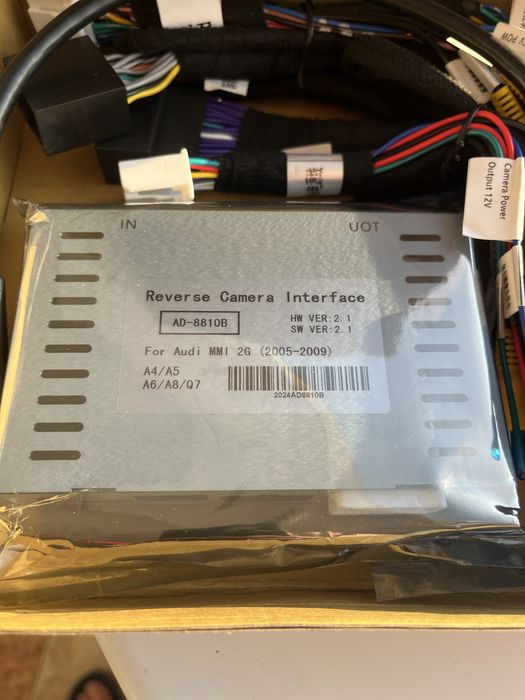 POW
Camera Power
Output 12V
IN
UOT
Reverse Camera Interface
AD-8810B
HW VER:2.1
SW VER:2.1
For Audi MMI 2G (2005-2009)
A4/A5
A6/A8/Q7
2024AD8810B